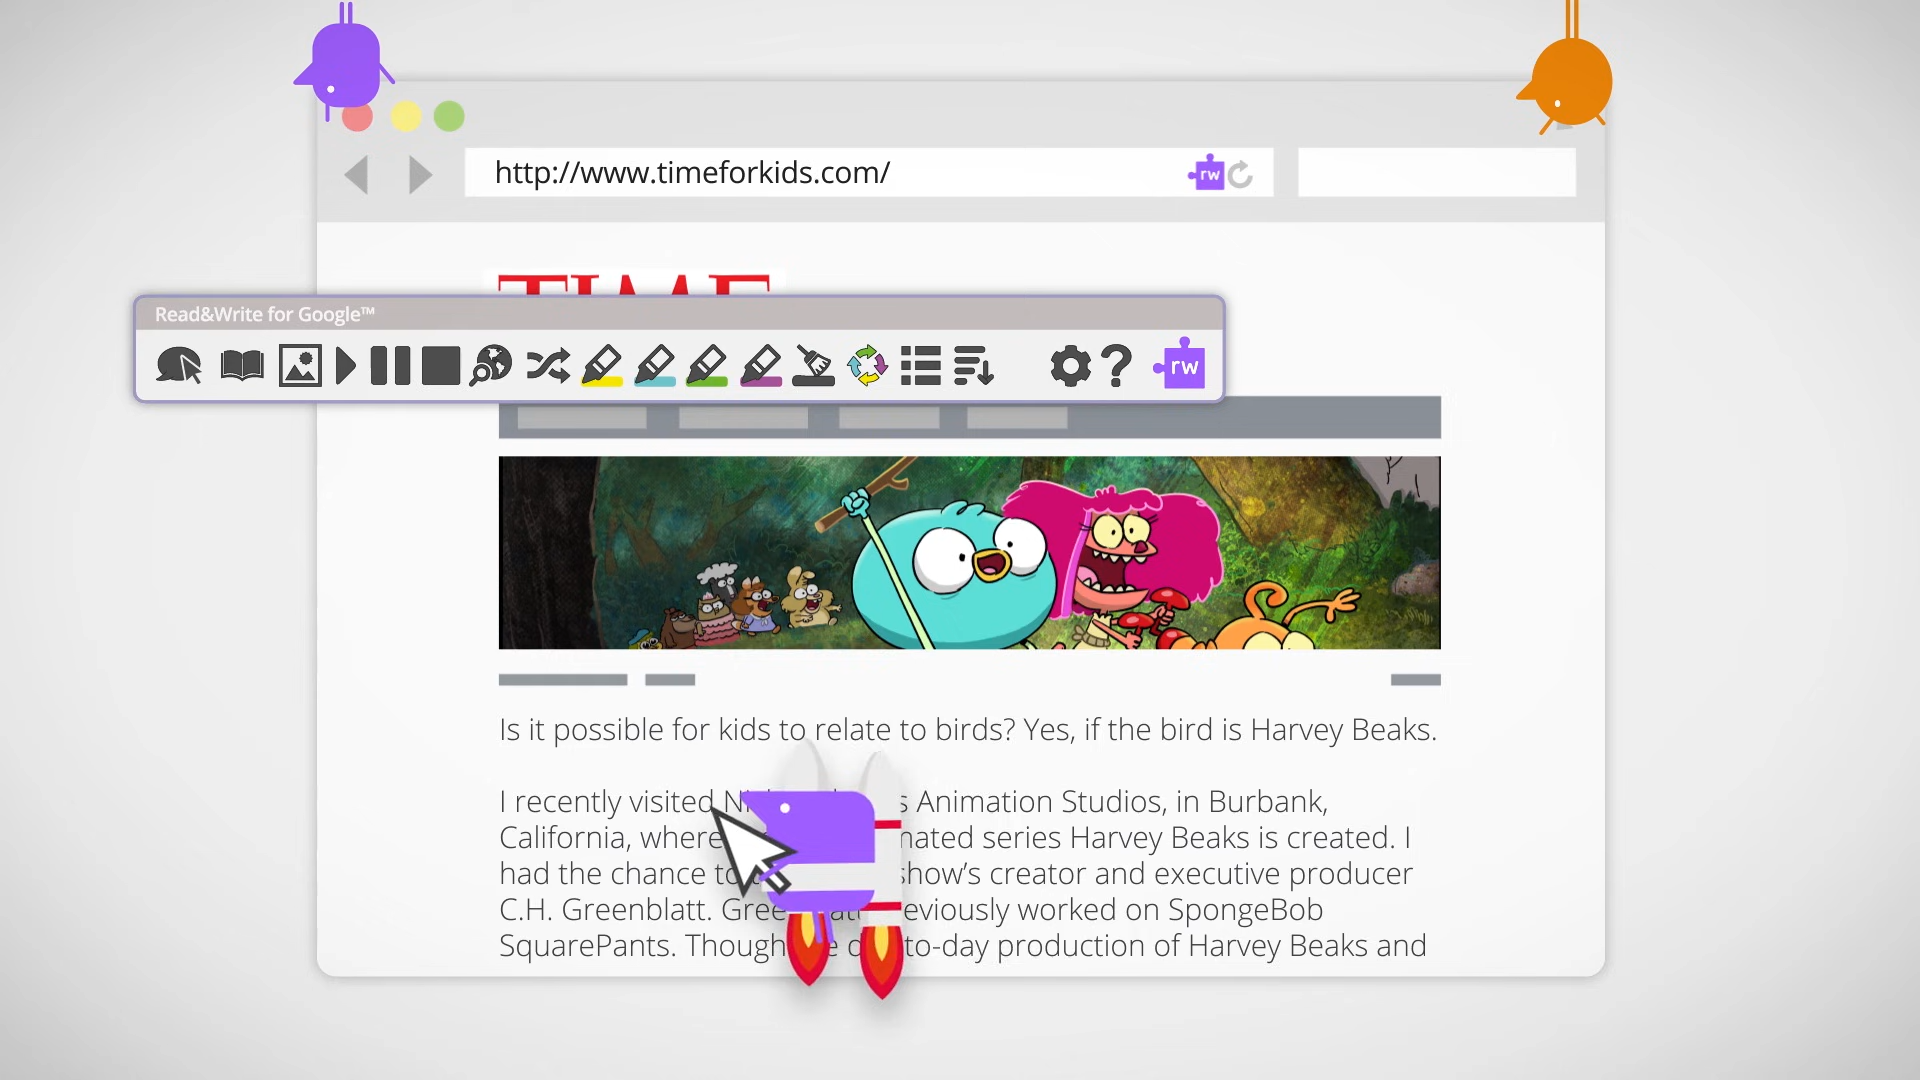 http://www.timeforkids.com/
rw
TIME
Read&Write for Google™
rw
Is it possible for kids to relate to birds? Yes, if the bird is Harvey Beaks.
I recently visited s Animation Studios, in Burbank,
California, where nated series Harvey Beaks is created. I
had the chance to show’s creator and executive producer
C.H. Greenblatt. Gree eviously worked on SpongeBob
SquarePants. Though to-day production of Harvey Beaks and